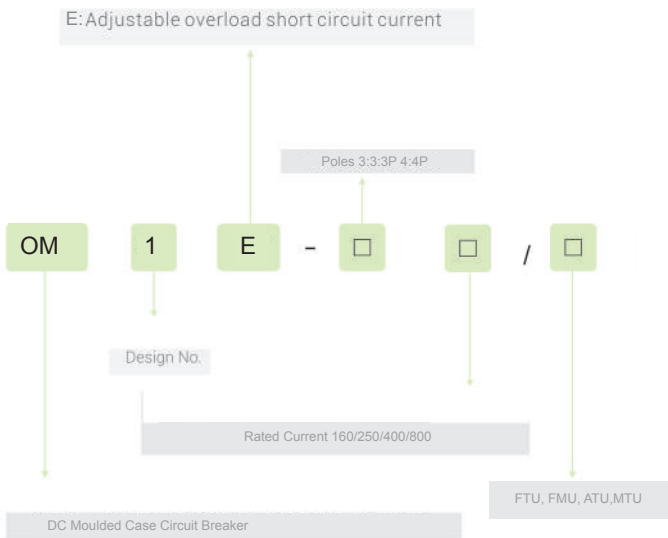 E:Adjustable overload short circuit current
Poles 3:3:3P 4:4P
OM 1 E - □ □ / □
Design No.
Rated Current 160/250/400/800
FTU, FMU, ATU,MTU
DC Moulded Case Circuit Breaker